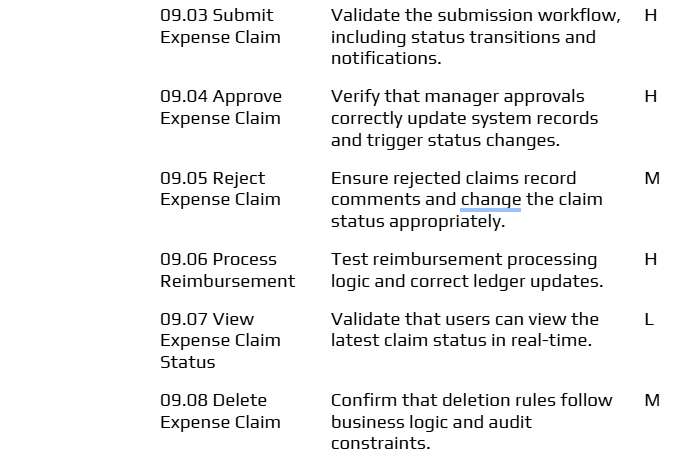 09.03 Submit Expense Claim Validate the submission workflow, including status transitions and notifications. H
09.04 Approve Expense Claim Verify that manager approvals correctly update system records and trigger status changes. H
09.05 Reject Expense Claim Ensure rejected claims record comments and change the claim status appropriately. M
09.06 Process Reimbursement Test reimbursement processing logic and correct ledger updates. H
09.07 View Expense Claim Status Validate that users can view the latest claim status in real-time. L
09.08 Delete Expense Claim Confirm that deletion rules follow business logic and audit constraints. M